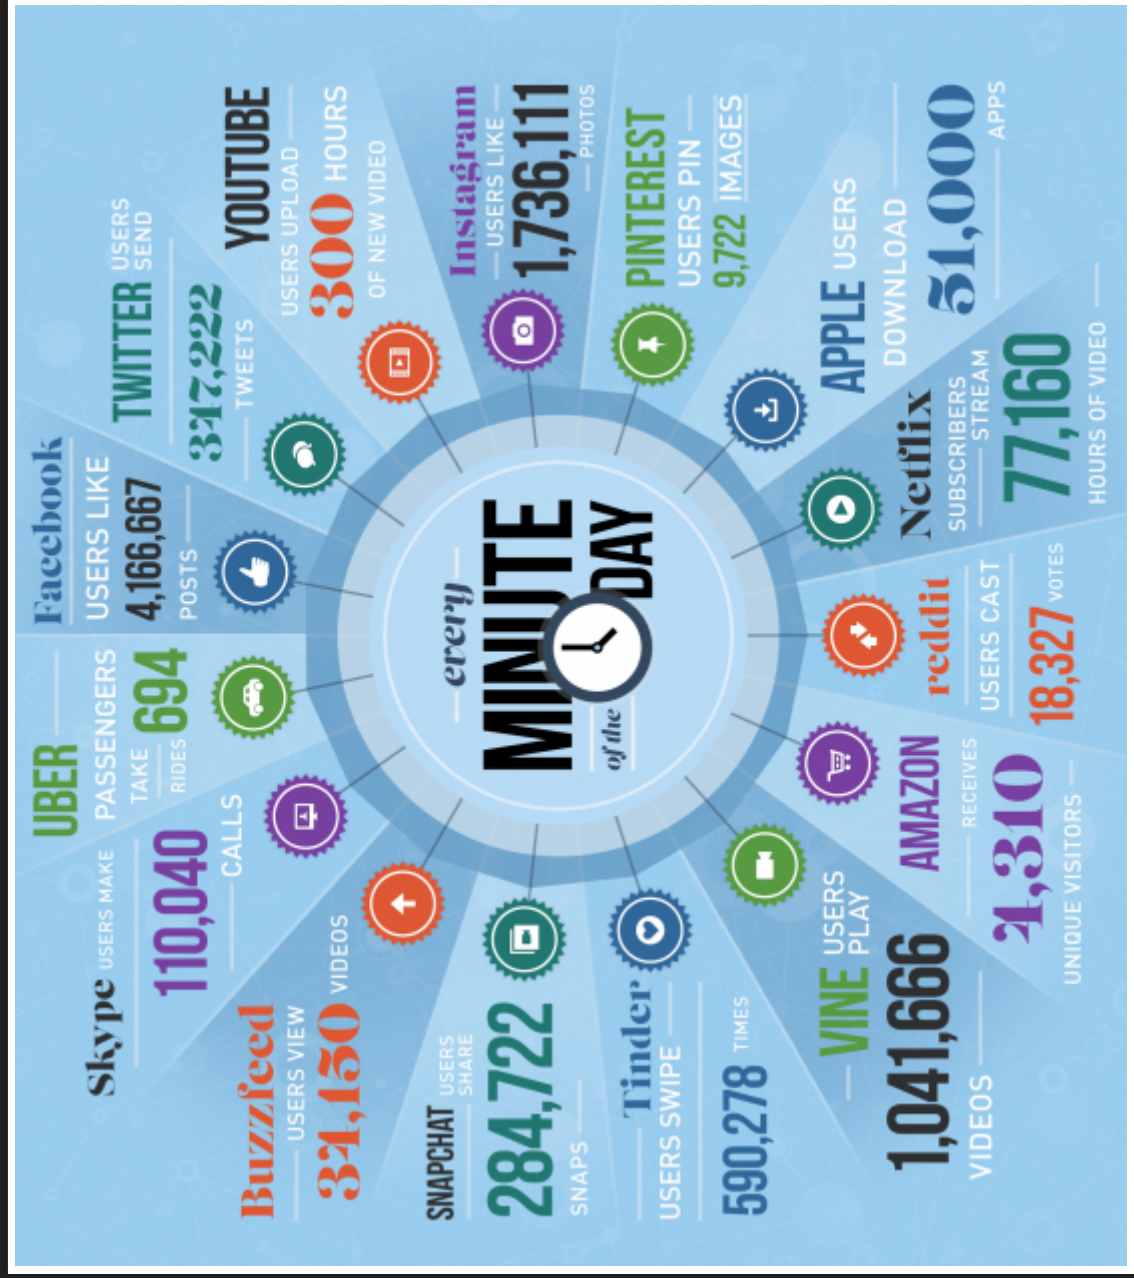 every
MINUTE
of the DAY
Facebook
USERS LIKE
4,166,667
POSTS
TWITTER USERS
SEND
347,222
TWEETS
YOUTUBE
USERS UPLOAD
300 HOURS
OF NEW VIDEO
Instagram
USERS LIKE
1,736,111
PHOTOS
PINTEREST
USERS PIN
9,722 IMAGES
APPLE USERS
DOWNLOAD
51,000
APPS
Netflix
SUBSCRIBERS
STREAM
77,160
HOURS OF VIDEO
reddit
USERS CAST
18,327 VOTES
AMAZON
RECEIVES
4,310
UNIQUE VISITORS
VINE USERS
PLAY
1,041,666
VIDEOS
Tinder
USERS SWIPE
590,278 TIMES
SNAPCHAT USERS
SHARE
284,722
SNAPS
Buzzfeed
USERS VIEW
34,150 VIDEOS
Skype USERS MAKE
110,040
CALLS
UBER
PASSENGERS
TAKE 694
RIDES